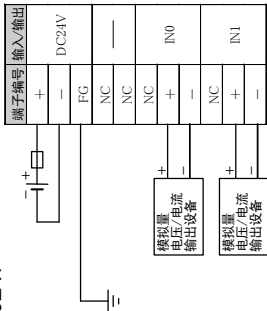 端子编号 输入/输出
+ DC24V
−
FG
NC —
NC
NC IN0
+
−
NC IN1
+
−
− +
+ −
模拟量
电压/电流
输出设备
+ −
模拟量
电压/电流
输出设备